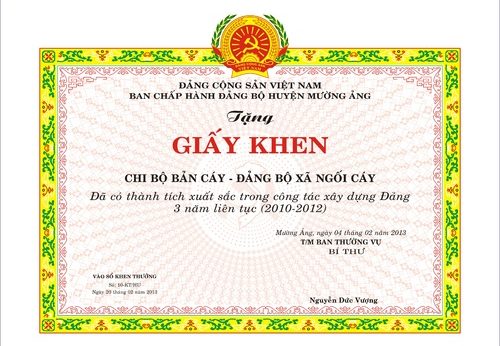 ĐẢNG CỘNG SẢN VIỆT NAM
BAN CHẤP HÀNH ĐẢNG BỘ HUYỆN MƯỜNG ẢNG
Tặng
GIẤY KHEN
CHI BỘ BẢN CÁY - ĐẢNG BỘ XÃ NGỐI CÁY
Đã có thành tích xuất sắc trong công tác xây dựng Đảng
3 năm liên tục (2010-2012)
Mường Ảng, ngày 04 tháng 02 năm 2013
T/M BAN THƯỜNG VỤ
BÍ THƯ
VÀO SỔ KHEN THƯỞNG
Số: 10-KT/HU
Ngày 20 tháng 02 năm 2013
Nguyễn Đức Vượng